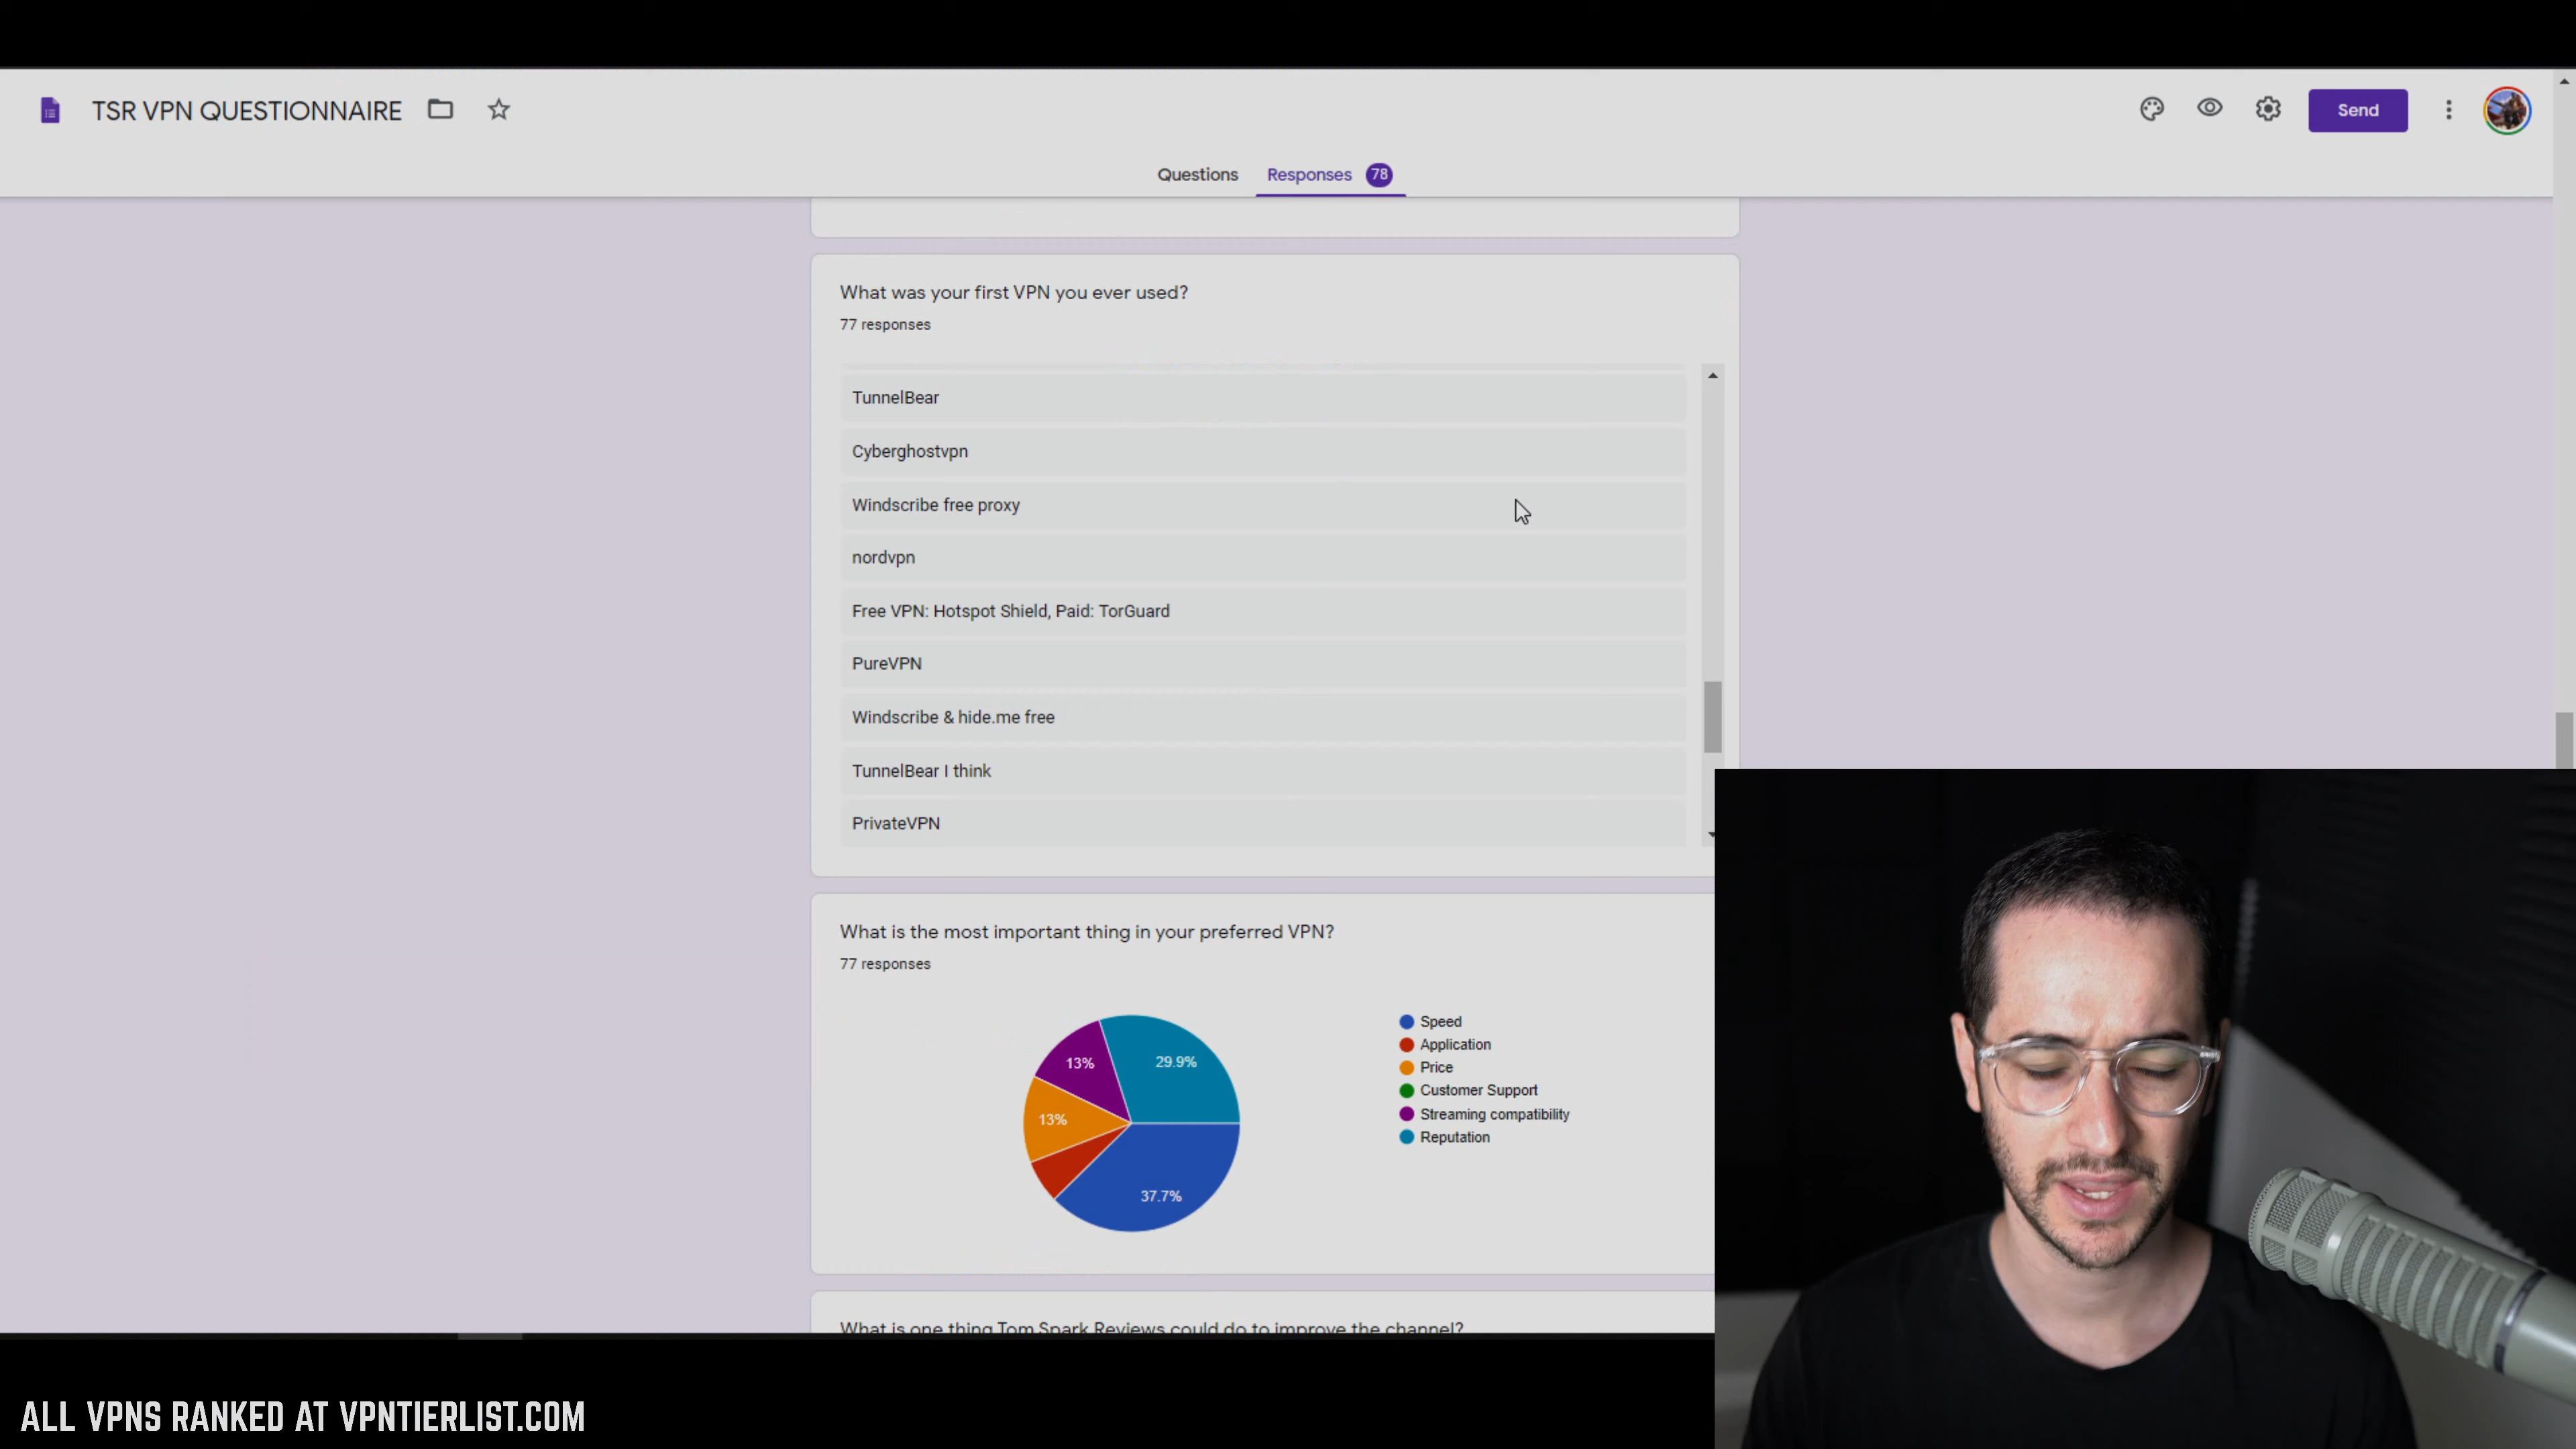 TSR VPN QUESTIONNAIRE
Send
Questions
Responses 78
What was your first VPN you ever used?
77 responses
TunnelBear
Cyberghostvpn
Windscribe free proxy
nordvpn
Free VPN: Hotspot Shield, Paid: TorGuard
PureVPN
Windscribe & hide.me free
TunnelBear I think
PrivateVPN
What is the most important thing in your preferred VPN?
77 responses
13%
29.9%
13%
37.7%
Speed
Application
Price
Customer Support
Streaming compatibility
Reputation
What is one thing Tom Spark Reviews could do to improve the channel?
ALL VPNS RANKED AT VPNTIERLIST.COM